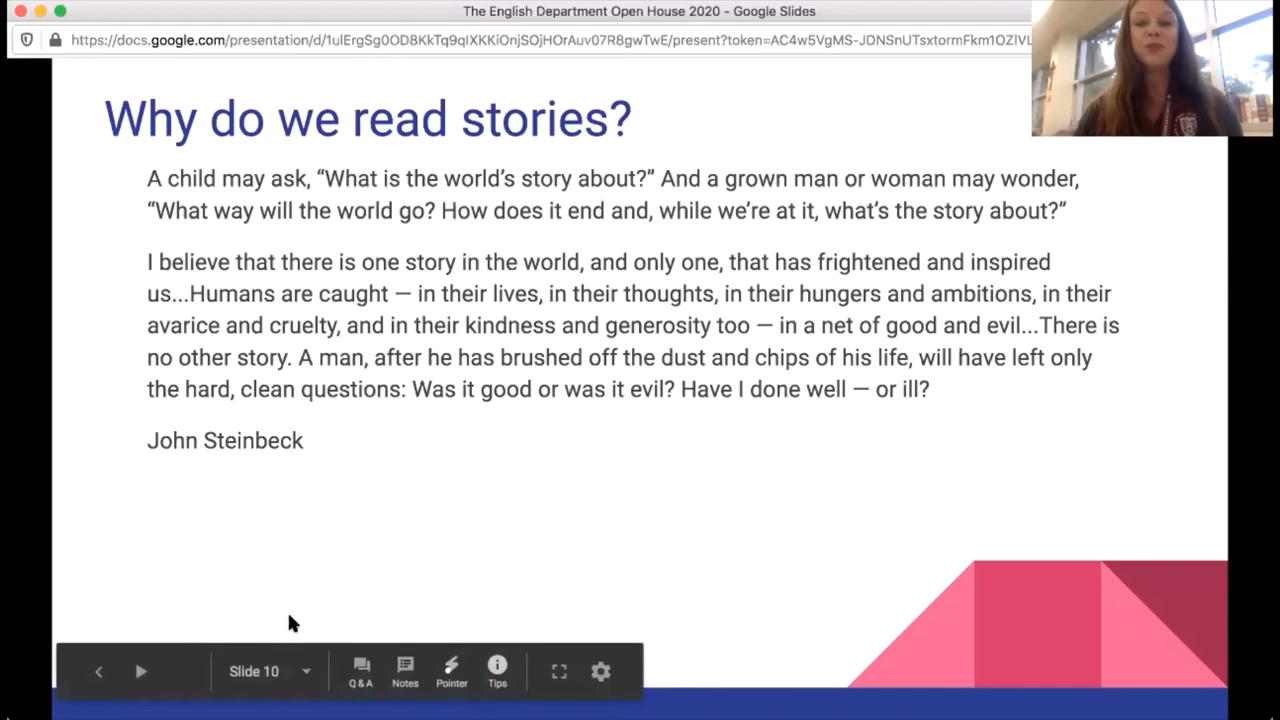 The English Department Open House 2020 - Google Slides
https://docs.google.com/presentation/d/1ulErgSg0OD8KkTq9qIXKKiOnjSOjHOrAuv07R8gwTwE/present?token=AC4w5VgMS-JDNSnUTsxtormFkm1OZlVL
Why do we read stories?
A child may ask, “What is the world’s story about?” And a grown man or woman may wonder,
“What way will the world go? How does it end and, while we’re at it, what’s the story about?”
I believe that there is one story in the world, and only one, that has frightened and inspired
us...Humans are caught — in their lives, in their thoughts, in their hungers and ambitions, in their
avarice and cruelty, and in their kindness and generosity too — in a net of good and evil...There is
no other story. A man, after he has brushed off the dust and chips of his life, will have left only
the hard, clean questions: Was it good or was it evil? Have I done well — or ill?
John Steinbeck
Slide 10
Q & A
Notes
Pointer
Tips